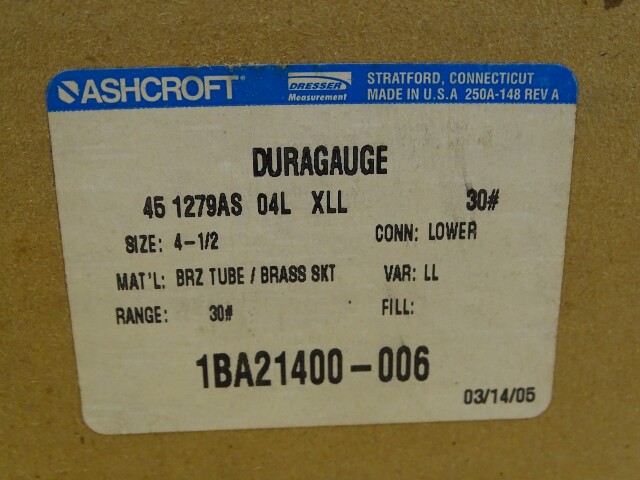 ASHCROFT
DRESSER
Measurement
STRATFORD, CONNECTICUT
MADE IN U.S.A 250A-148 REV A
DURAGAUGE
45 1279AS 04L XLL 30#
SIZE: 4-1/2 CONN: LOWER
MAT'L: BRZ TUBE / BRASS SKT VAR: LL
RANGE: 30# FILL:
1BA21400-006
03/14/05